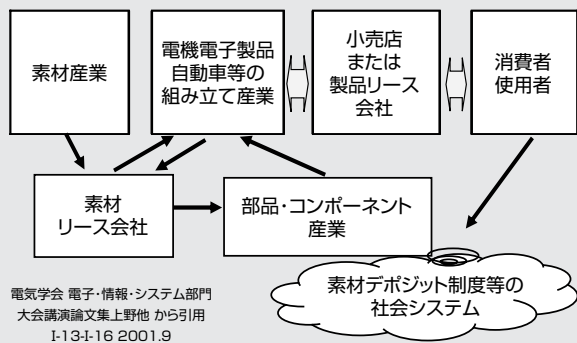 素材産業
電機電子製品
自動車等の
組み立て産業
小売店
または
製品リース
会社
消費者
使用者
素材
リース会社
部品・コンポーネント
産業
素材デポジット制度等の
社会システム
電気学会 電子・情報・システム部門
大会講演論文集上野他 から引用
I-13-I-16 2001.9